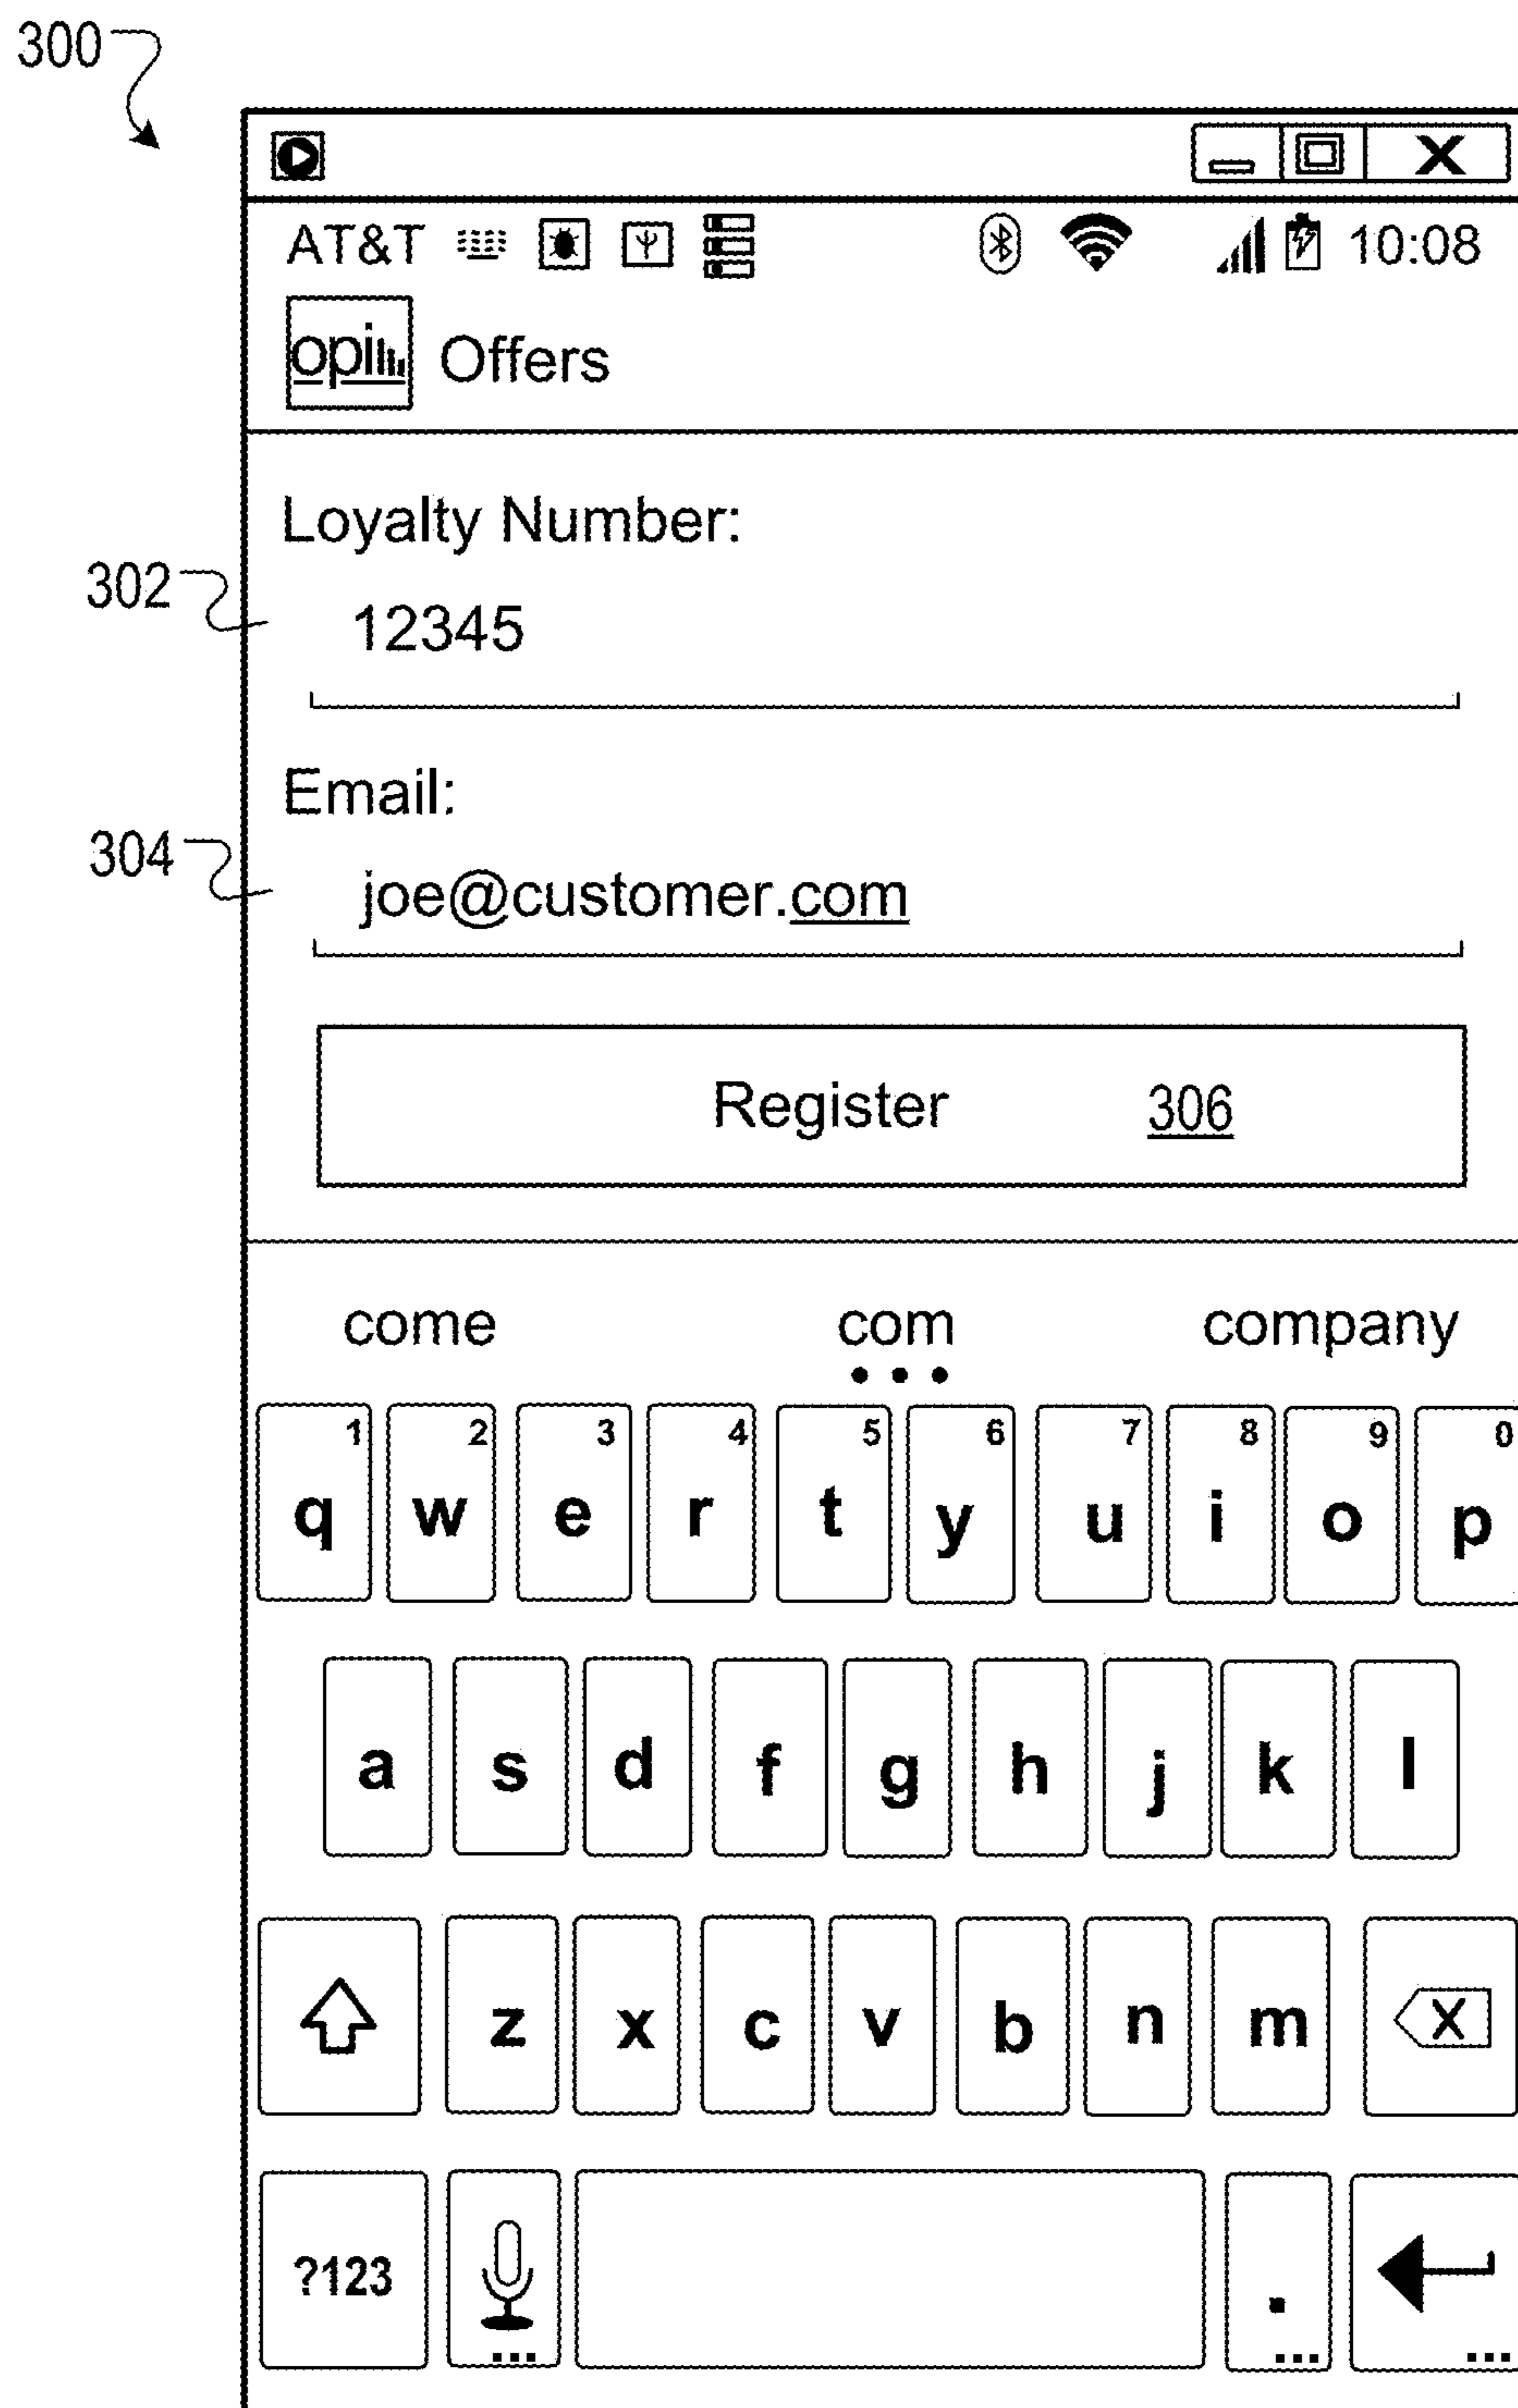 300
AT&T 10:08
opi Offers
Loyalty Number:
302
12345
Email:
304
joe@customer.com
Register 306
come com company
1 2 3 4 5 6 7 8 9 0
q w e r t y u i o p
a s d f g h j k l
z x c v b n m X
?123 . ...